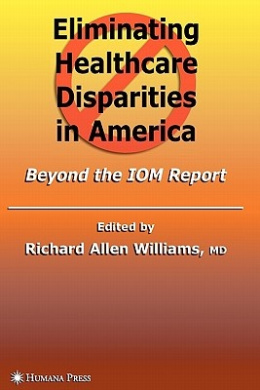 Eliminating
Healthcare
Disparities
in America
Beyond the IOM Report
Edited by
Richard Allen Williams, MD
HUMANA PRESS